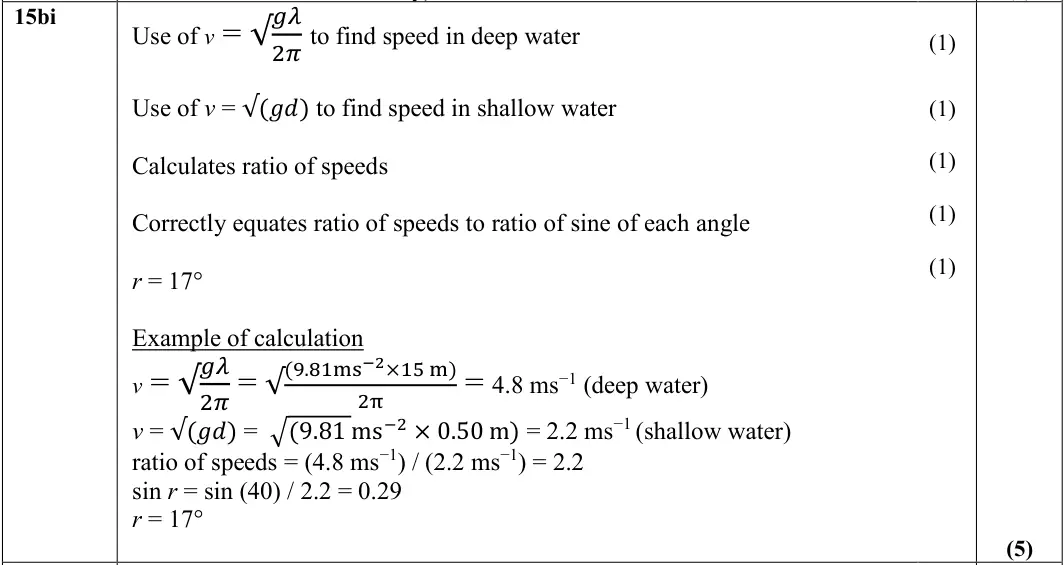 15bi
Use of v = √gλ/2π to find speed in deep water (1)
Use of v = √(gd) to find speed in shallow water (1)
Calculates ratio of speeds (1)
Correctly equates ratio of speeds to ratio of sine of each angle (1)
r = 17° (1)
Example of calculation
v = √gλ/2π = √(9.81ms⁻²×15 m)/2π = 4.8 ms⁻¹ (deep water)
v = √(gd) = √(9.81 ms⁻² × 0.50 m) = 2.2 ms⁻¹ (shallow water)
ratio of speeds = (4.8 ms⁻¹) / (2.2 ms⁻¹) = 2.2
sin r = sin (40) / 2.2 = 0.29
r = 17°
(5)